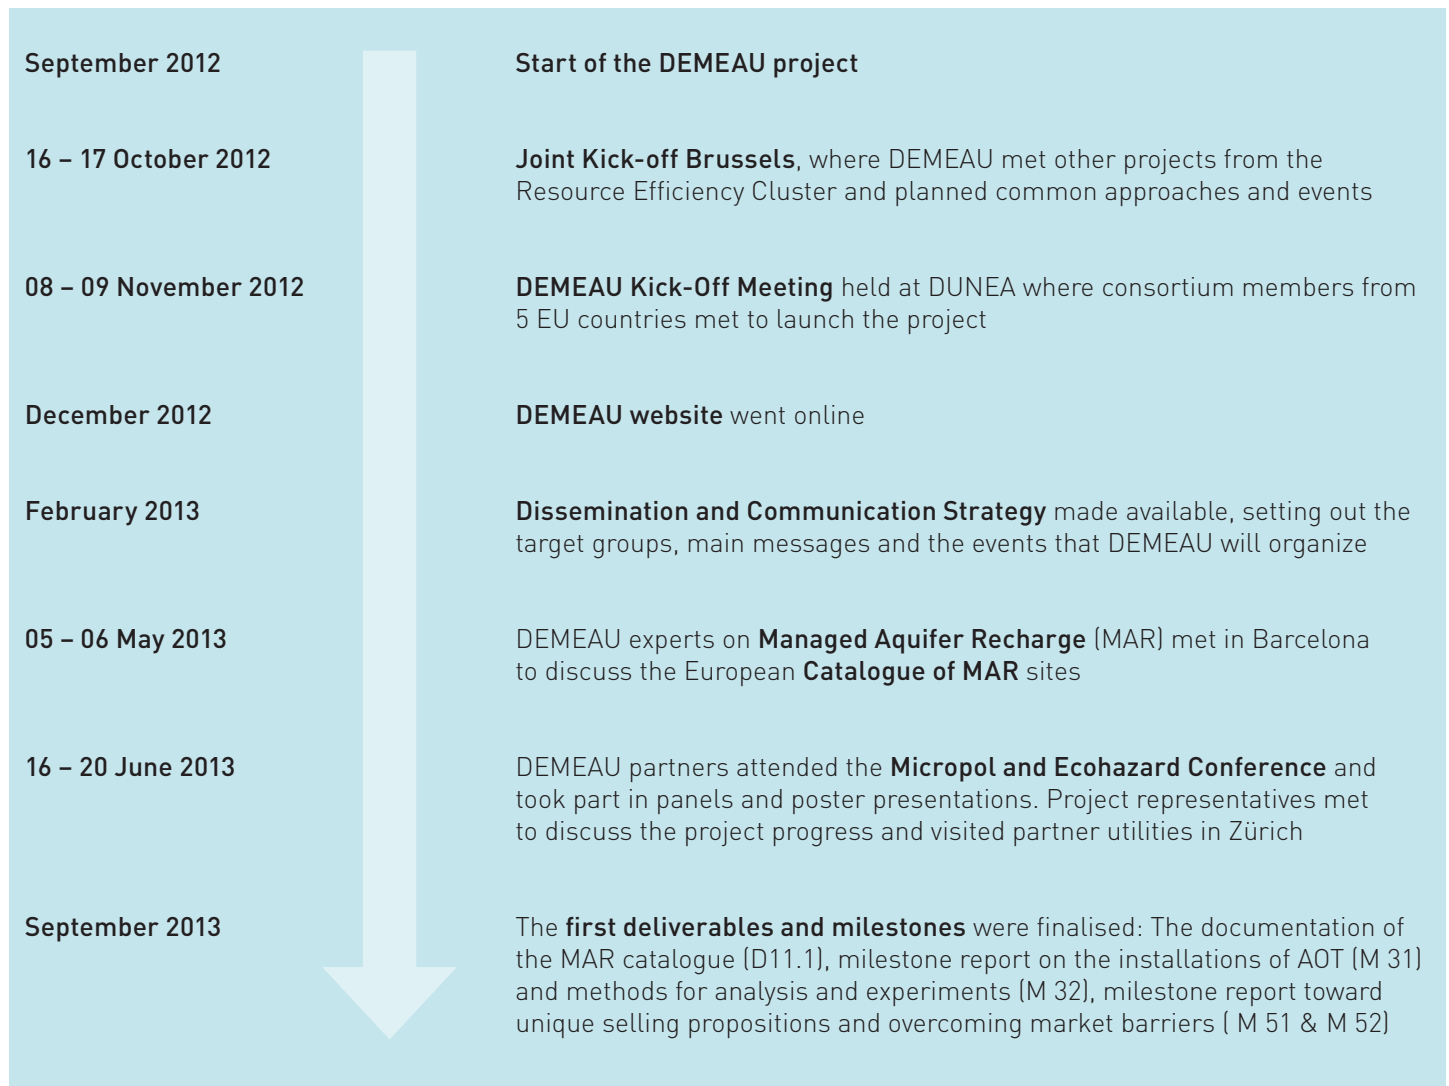 September 2012
Start of the DEMEAU project
16 – 17 October 2012
Joint Kick-off Brussels, where DEMEAU met other projects from the
Resource Efficiency Cluster and planned common approaches and events
08 – 09 November 2012
DEMEAU Kick-Off Meeting held at DUNEA where consortium members from
5 EU countries met to launch the project
December 2012
DEMEAU website went online
February 2013
Dissemination and Communication Strategy made available, setting out the
target groups, main messages and the events that DEMEAU will organize
05 – 06 May 2013
DEMEAU experts on Managed Aquifer Recharge (MAR) met in Barcelona
to discuss the European Catalogue of MAR sites
16 – 20 June 2013
DEMEAU partners attended the Micropol and Ecohazard Conference and
took part in panels and poster presentations. Project representatives met
to discuss the project progress and visited partner utilities in Zürich
September 2013
The first deliverables and milestones were finalised: The documentation of
the MAR catalogue (D11.1), milestone report on the installations of AOT (M 31)
and methods for analysis and experiments (M 32), milestone report toward
unique selling propositions and overcoming market barriers ( M 51 & M 52)